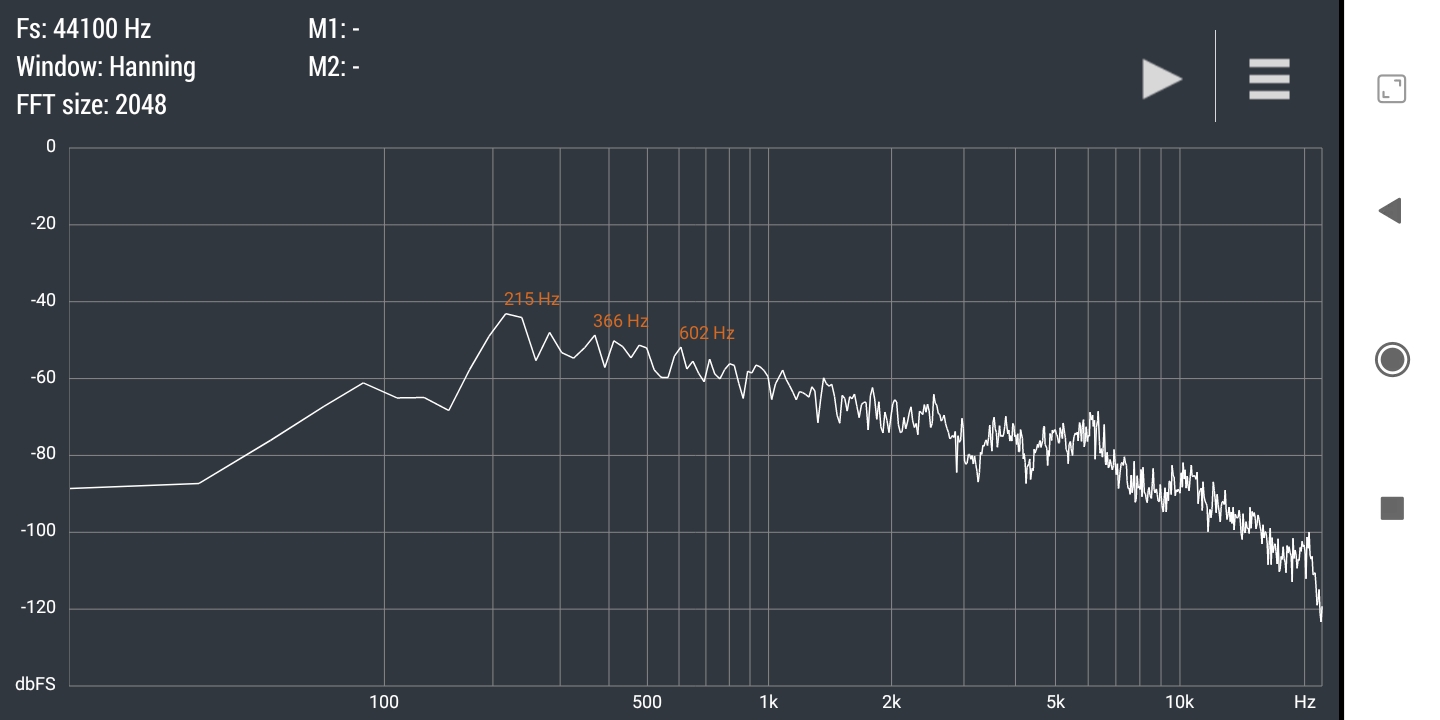 Fs: 44100 Hz
M1: -
Window: Hanning
M2: -
FFT size: 2048
0
-20
-40
215 Hz
366 Hz
602 Hz
-60
-80
-100
-120
dbFS
100
500
1k
2k
5k
10k
Hz